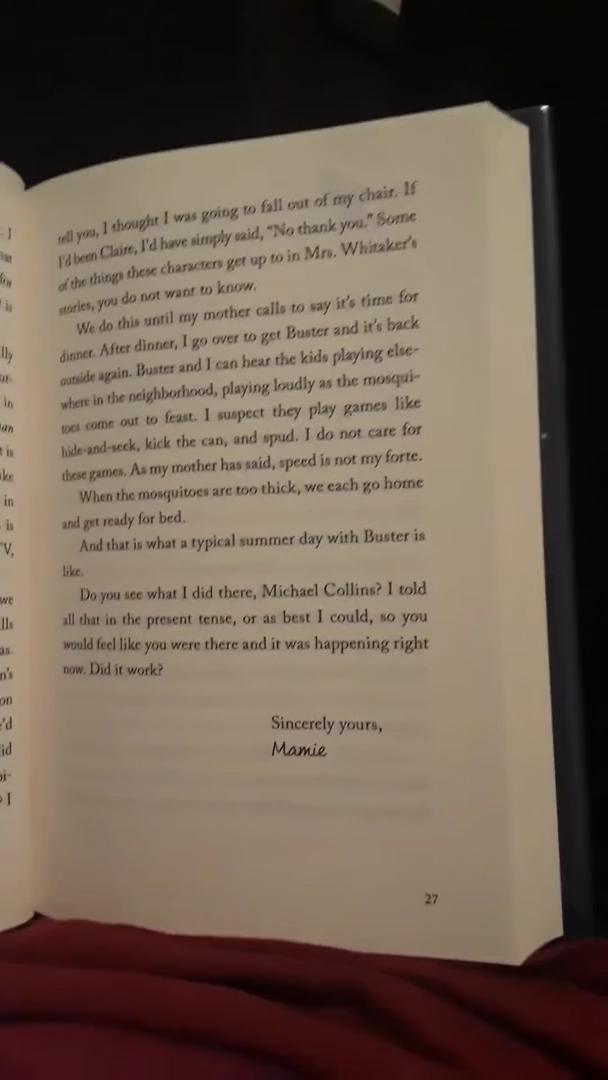 tell you, I thought I was going to fall out of my chair. If
I'd been Claire, I'd have simply said, "No thank you." Some
of the things these characters get up to in Mrs. Whitaker's
stories, you do not want to know.
We do this until my mother calls to say it's time for
dinner. After dinner, I go over to get Buster and it's back
outside again. Buster and I can hear the kids playing else-
where in the neighborhood, playing loudly as the mosqui-
toes come out to feast. I suspect they play games like
hide-and-seek, kick the can, and spud. I do not care for
these games. As my mother has said, speed is not my forte.
When the mosquitoes are too thick, we each go home
and get ready for bed.
And that is what a typical summer day with Buster is
like.
Do you see what I did there, Michael Collins? I told
all that in the present tense, or as best I could, so you
would feel like you were there and it was happening right
now. Did it work?
Sincerely yours,
Mamie
27